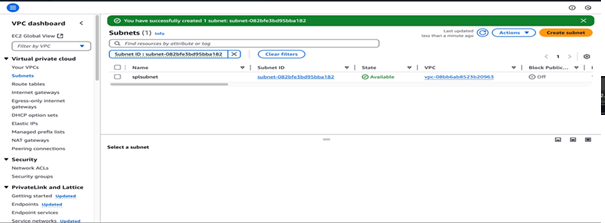 VPC dashboard
EC2 Global View
Filter by VPC
Virtual private cloud
Your VPCs
Subnets
Route tables
Internet gateways
Egress-only internet gateways
DHCP option sets
Elastic IPs
Managed prefix lists
NAT gateways
Peering connections
Security
Network ACLs
Security groups
PrivateLink and Lattice
Getting started Updated
Endpoints Updated
Endpoint services
Service networks Updated
You have successfully created 1 subnet: subnet-082bfe3bd95bba182
Subnets (1) Info
Last updated
less than a minute ago
Actions
Create subnet
Find resources by attribute or tag
Subnet ID : subnet-082bfe3bd95bba182
Clear Filters
1
Name Subnet ID State VPC Block Public...
splsubnet subnet-082bfe3bd95bba182 Available vpc-08bb6ab8523b20963 Off
Select a subnet